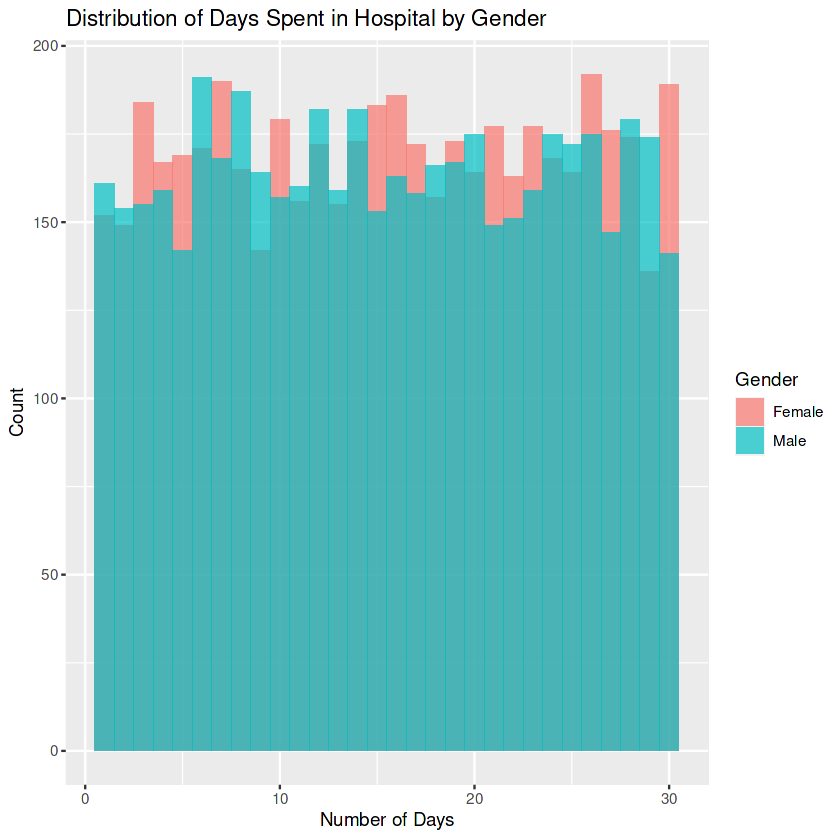 Distribution of Days Spent in Hospital by Gender
200
150
100
50
0
Count
0 10 20 30
Number of Days
Gender
Female
Male